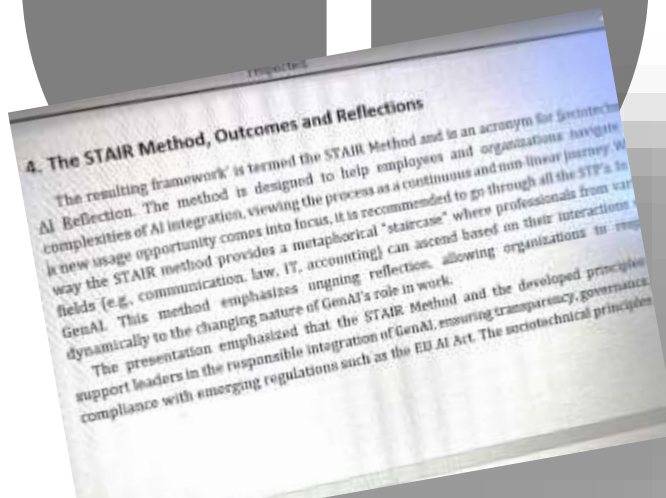 respected
4. The STAIR Method, Outcomes and Reflections
The resulting framework' is termed the STAIR Method and is an acronym for Sociotechn
AI Reflection. The method is designed to help employees and organizations navigate
complexities of AI integration, viewing the process as a continuous and non-linear journey. W
a new usage opportunity comes into focus, it is recommended to go through all the STP's. In
way the STAIR method provides a metaphorical "staircase" where professionals from var
fields (e.g., communication, law, IT, accounting) can ascend based on their interactions
GenAI. This method emphasizes ungning reflection, allowing organizations to
dynamically to the changing nature of GenAI's role in work.
The presentation emphasized that the STAIR Method and the developed principles
support leaders in the responsible integration of GenAI, ensuring transparency, governance
compliance with emerging regulations such as the EU AI Act. The sociotechnical principles